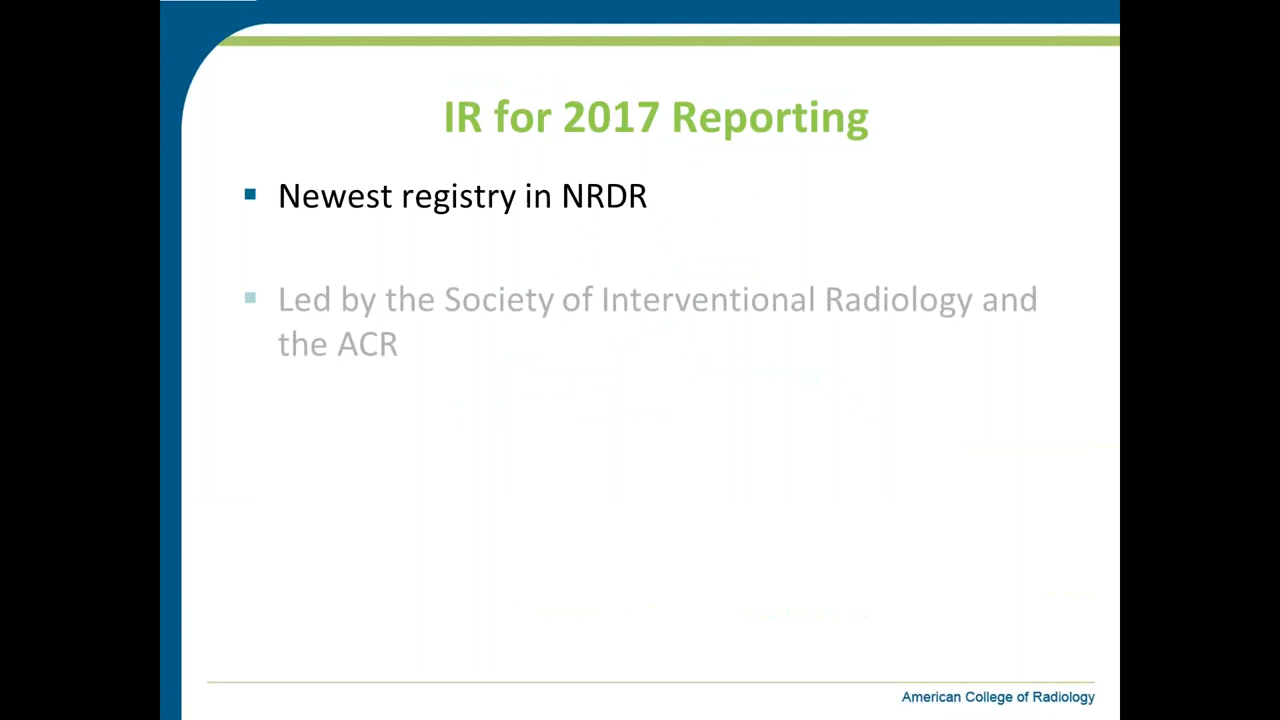 IR for 2017 Reporting
Newest registry in NRDR
Led by the Society of Interventional Radiology and
the ACR
American College of Radiology